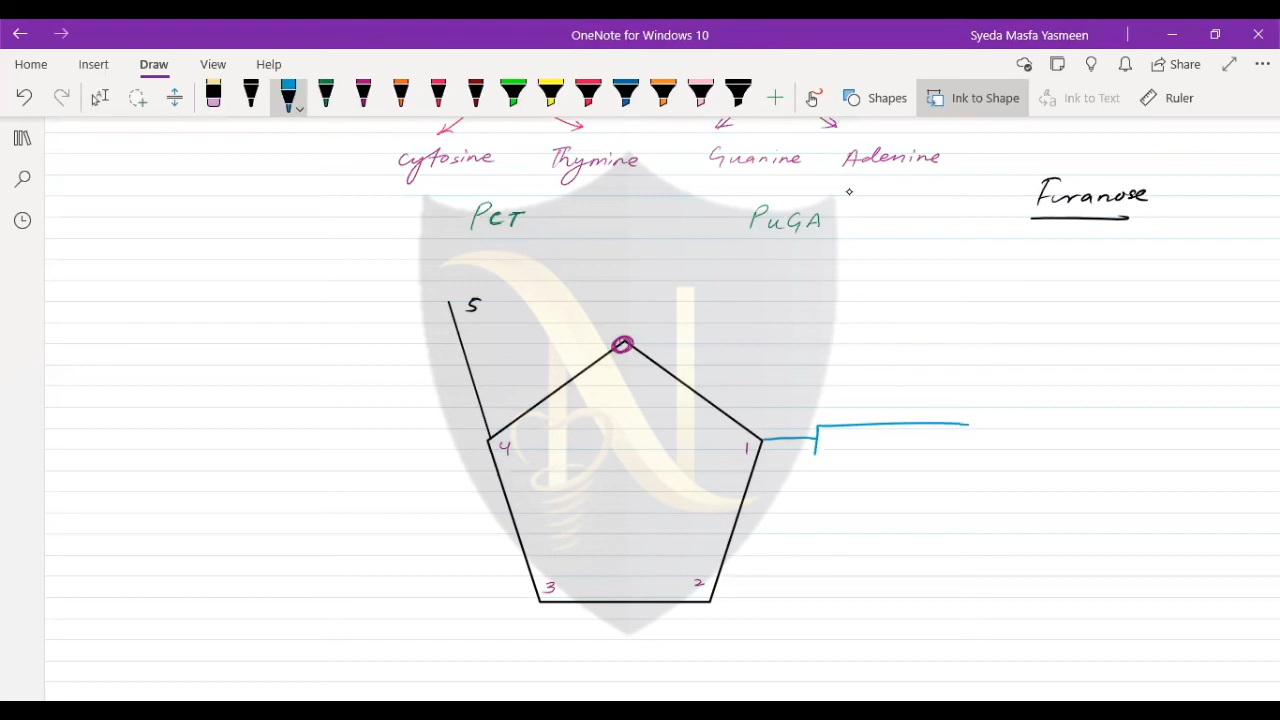 OneNote for Windows 10
Syeda Masfa Yasmeen
Home Insert Draw View Help
Share
Shapes Ink to Shape Ink to Text Ruler
Cytosine Thymine Guanine Adenine
Furanose
PCT PuGA
5
4 1
3 2